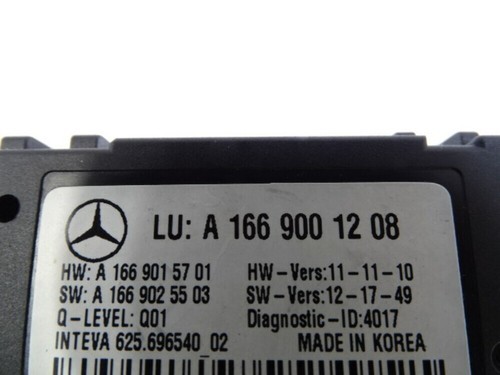 LU: A 166 900 12 08
HW: A 166 901 57 01 HW-Vers:11-11-10
SW: A 166 902 55 03 SW-Vers:12-17-49
Q-LEVEL: Q01 Diagnostic-ID:4017
INTEVA 625.696540_02 MADE IN KOREA